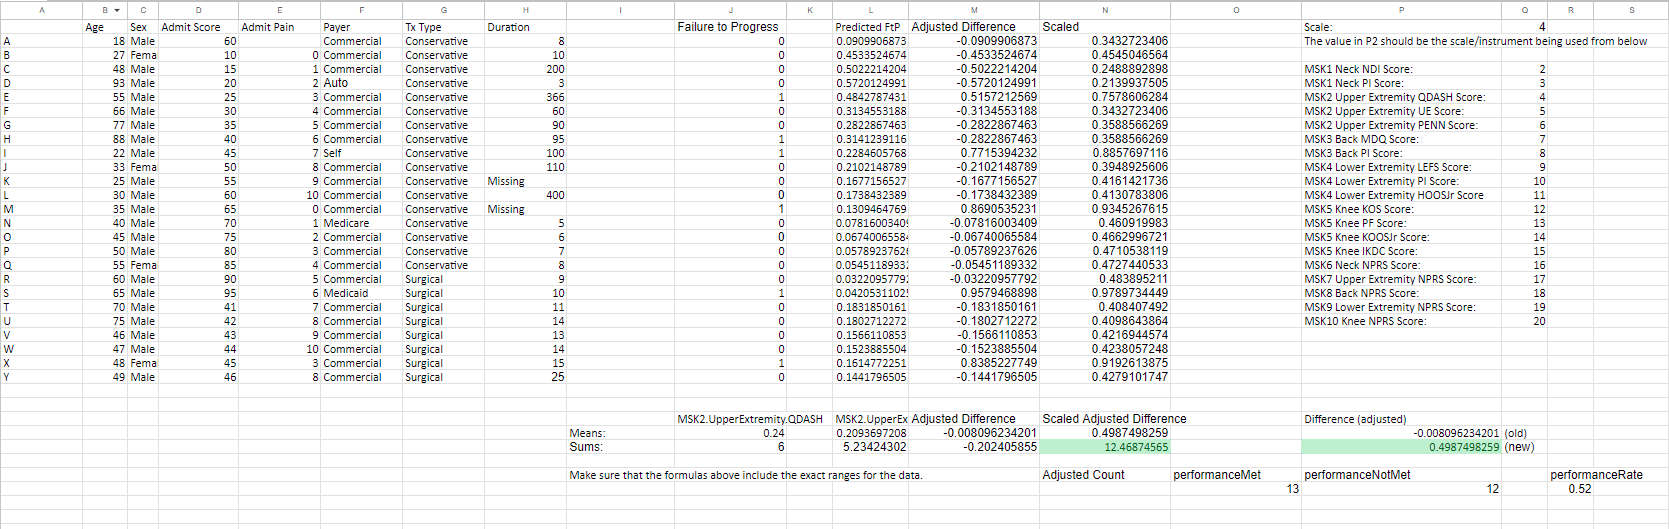 A B C D E F G H I J K L M N O P Q R S
Age Sex Admit Score Admit Pain Payer Tx Type Duration Failure to Progress Predicted FtP Adjusted Difference Scaled Scale: 4
A 18 Male 60 Commercial Conservative 8 0 0.0909906873 -0.0909906873 0.3432723406 The value in P2 should be the scale/instrument being used from below
B 27 Fema 10 0 Commercial Conservative 10 0 0.4533524674 -0.4533524674 0.4545046564
C 48 Male 15 1 Commercial Conservative 200 0 0.5022214204 -0.5022214204 0.2488892898 MSK1 Neck NDI Score: 2
D 93 Male 20 2 Auto Conservative 3 0 0.5720124991 -0.5720124991 0.2139937505 MSK1 Neck PI Score: 3
E 55 Male 25 3 Commercial Conservative 366 1 0.4842787431 0.5157212569 0.7578606284 MSK2 Upper Extremity QDASH Score: 4
F 66 Male 30 4 Commercial Conservative 60 0 0.3134553188 -0.3134553188 0.3432723406 MSK2 Upper Extremity UE Score: 5
G 77 Male 35 5 Commercial Conservative 90 0 0.2822867463 -0.2822867463 0.3588566269 MSK2 Upper Extremity PENN Score: 6
H 88 Male 40 6 Commercial Conservative 95 1 0.3141239116 -0.2822867463 0.3588566269 MSK3 Back MDQ Score: 7
I 22 Male 45 7 Self Conservative 100 1 0.2284605768 0.7715394232 0.8857697116 MSK3 Back PI Score: 8
J 33 Fema 50 8 Commercial Conservative 110 0 0.2102148789 -0.2102148789 0.3948925606 MSK4 Lower Extremity LEFS Score: 9
K 25 Male 55 9 Commercial Conservative Missing 0 0.1677156527 -0.1677156527 0.4161421736 MSK4 Lower Extremity PI Score: 10
L 30 Male 60 10 Commercial Conservative 400 0 0.1738432389 -0.1738432389 0.4130783806 MSK4 Lower Extremity HOOSJr Score 11
M 35 Male 65 0 Commercial Conservative Missing 1 0.1309464769 0.8690535231 0.9345267615 MSK5 Knee KOS Score: 12
N 40 Male 70 1 Medicare Conservative 5 0 0.0781600340 -0.07816003409 0.460919983 MSK5 Knee PF Score: 13
O 45 Male 75 2 Commercial Conservative 6 0 0.0674006558 -0.06740065584 0.4662996721 MSK5 Knee KOOSJr Score: 14
P 50 Male 80 3 Commercial Conservative 7 0 0.0578923762 -0.05789237626 0.4710538119 MSK5 Knee IKDC Score: 15
Q 55 Fema 85 4 Commercial Conservative 8 0 0.0545118933 -0.05451189332 0.4727440533 MSK6 Neck NPRS Score: 16
R 60 Male 90 5 Commercial Surgical 9 0 0.0322095779 -0.03220957792 0.483895211 MSK7 Upper Extremity NPRS Score: 17
S 65 Male 95 6 Medicaid Surgical 10 1 0.0420531102 0.9579468898 0.9789734449 MSK8 Back NPRS Score: 18
T 70 Male 41 7 Commercial Surgical 11 0 0.1831850161 -0.1831850161 0.408407492 MSK9 Lower Extremity NPRS Score: 19
U 75 Male 42 8 Commercial Surgical 14 0 0.1802712272 -0.1802712272 0.4098643864 MSK10 Knee NPRS Score: 20
V 46 Male 43 9 Commercial Surgical 13 0 0.1566110853 -0.1566110853 0.4216944574
W 47 Male 44 10 Commercial Surgical 14 0 0.1523885504 -0.1523885504 0.4238057248
X 48 Fema 45 3 Commercial Surgical 15 1 0.1614772251 0.8385227749 0.9192613875
Y 49 Male 46 8 Commercial Surgical 25 0 0.1441796505 -0.1441796505 0.4279101747
MSK2.UpperExtremity.QDASH MSK2.UpperEx Adjusted Difference Scaled Adjusted Difference Difference (adjusted)
Means: 0.24 0.2093697208 -0.008096234201 0.4987498259 -0.008096234201 (old)
Sums: 6 5.23424302 -0.202405855 12.46874565 0.4987498259 (new)
Make sure that the formulas above include the exact ranges for the data. Adjusted Count performanceMet performanceNotMet performanceRate
13 12 0.52